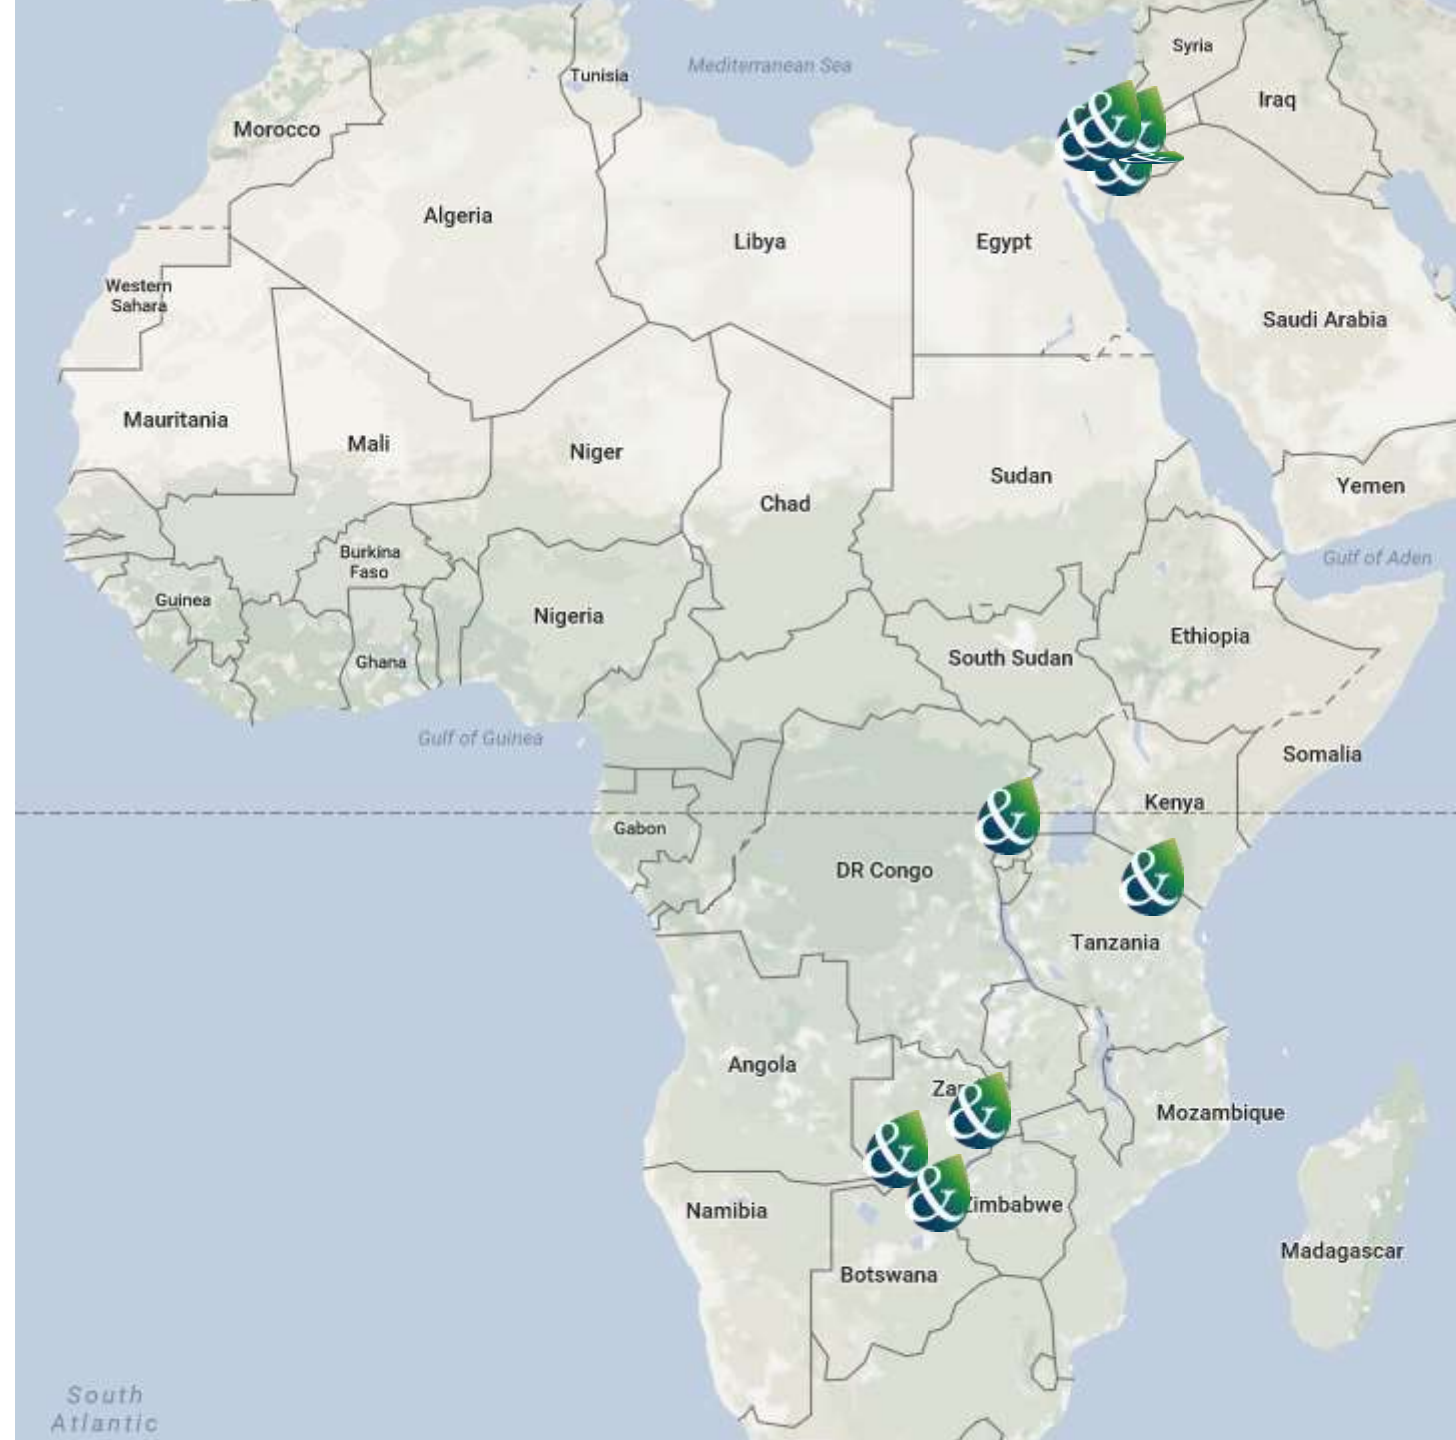 Syria
Mediterranean Sea
Tunisia
Iraq
Morocco
&
&
&
&
&
&
Algeria
Libya
Egypt
Western
Sahara
Saudi Arabia
Mauritania
Mali
Niger
Sudan
Yemen
Chad
Burkina
Faso
Gulf of Aden
Guinea
Nigeria
Ethiopia
Ghana
South Sudan
Gulf of Guinea
Somalia
Kenya
&
Gabon
DR Congo
&
Tanzania
Angola
Za
&
Mozambique
&
&
Zimbabwe
Namibia
Madagascar
Botswana
South
Atlantic